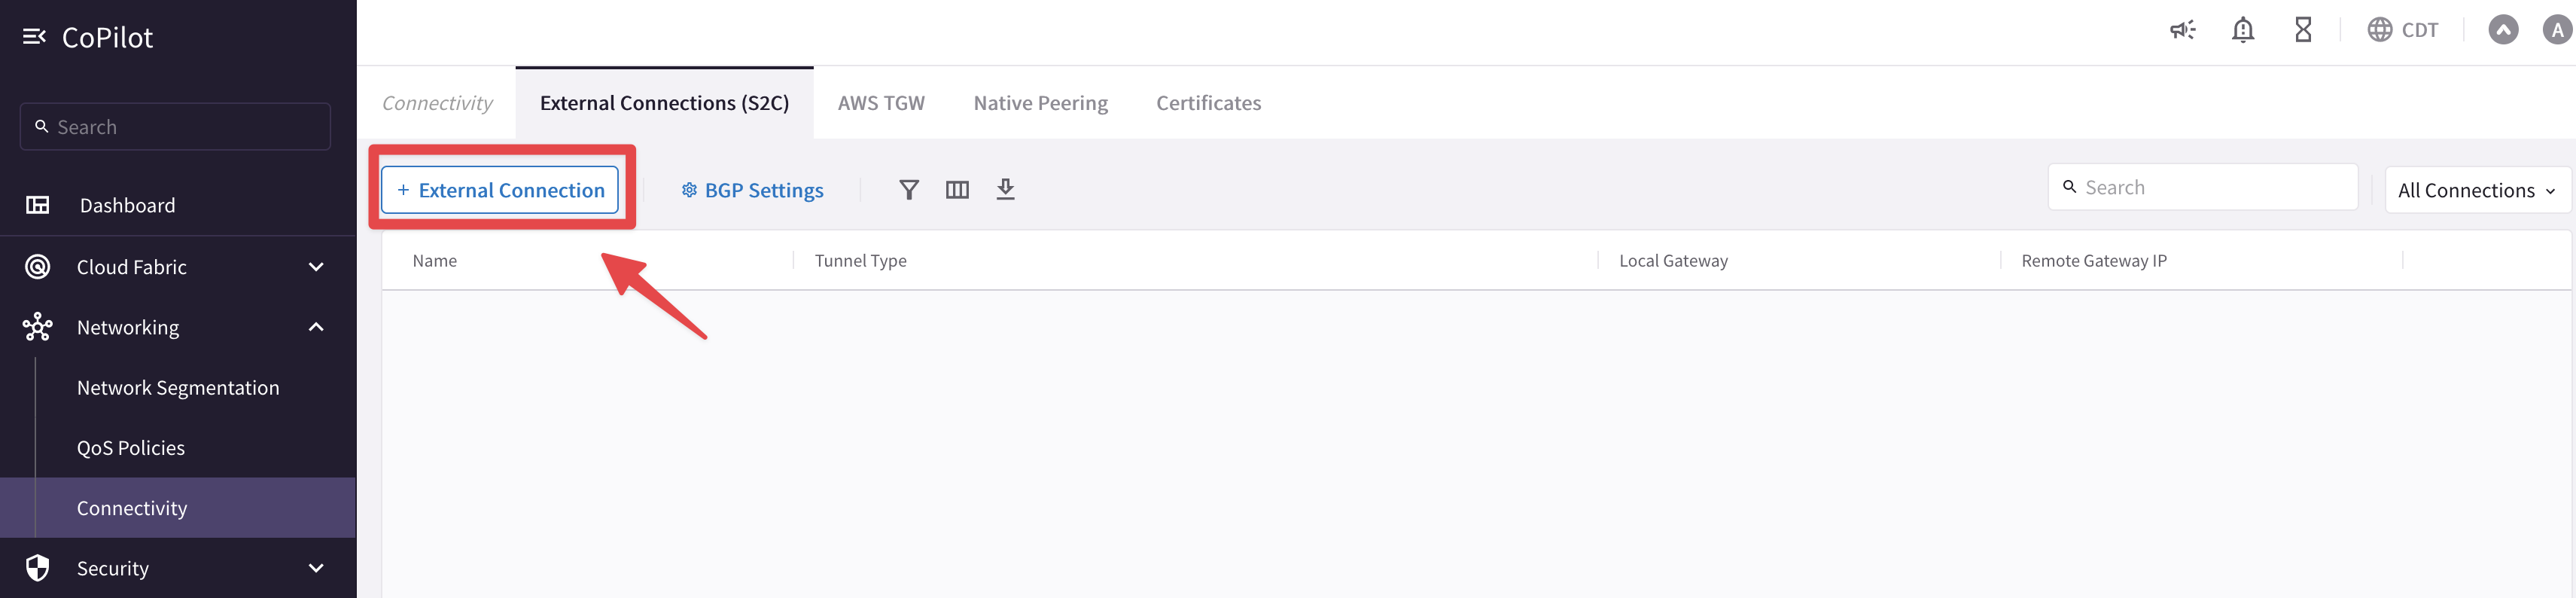 CoPilot
Search
Dashboard
Cloud Fabric
Networking
Network Segmentation
QoS Policies
Connectivity
Security
CDT
A
Connectivity
External Connections (S2C)
AWS TGW
Native Peering
Certificates
+ External Connection
BGP Settings
Search
All Connections
Name
Tunnel Type
Local Gateway
Remote Gateway IP